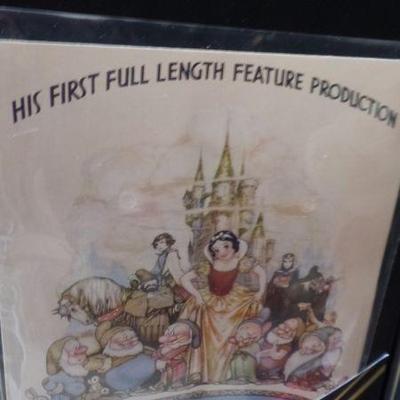 HIS FIRST FULL LENGTH FEATURE PRODUCTION